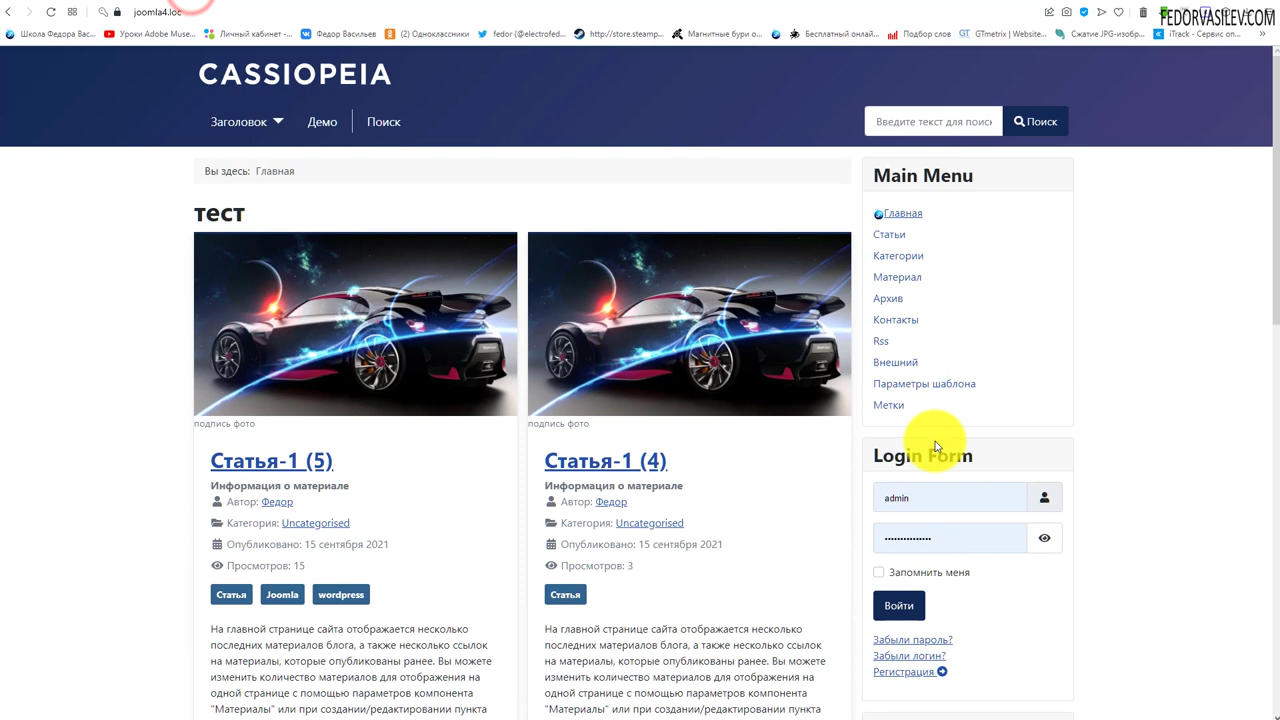 joomla4.loc
FEDORVASILEV.COM
Школа Федора Вас...
Уроки Adobe Muse...
Личный кабинет -...
Федор Васильев
(2) Одноклассники
fedor (@electrofed...
http://store.steamp...
Магнитные бури о...
Бесплатный онлай...
Подбор слов
GTmetrix | Website...
Сжатие JPG-изобр...
iTrack - Сервис оп...
CASSIOPEIA
Заголовок
Демо
Поиск
Введите текст для поиск
Поиск
Вы здесь: Главная
тест
подпись фото
Статья-1 (5)
Информация о материале
Автор: Федор
Категория: Uncategorised
Опубликовано: 15 сентября 2021
Просмотров: 15
Статья
Joomla
wordpress
На главной странице сайта отображается несколько
последних материалов блога, а также несколько ссылок
на материалы, которые опубликованы ранее. Вы можете
изменить количество материалов для отображения на
одной странице с помощью параметров компонента
"Материалы" или при создании/редактировании пункта
подпись фото
Статья-1 (4)
Информация о материале
Автор: Федор
Категория: Uncategorised
Опубликовано: 15 сентября 2021
Просмотров: 3
Статья
На главной странице сайта отображается несколько
последних материалов блога, а также несколько ссылок
на материалы, которые опубликованы ранее. Вы можете
изменить количество материалов для отображения на
одной странице с помощью параметров компонента
"Материалы" или при создании/редактировании пункта
Main Menu
Главная
Статьи
Категории
Материал
Архив
Контакты
Rss
Внешний
Параметры шаблона
Метки
Login Form
admin
Запомнить меня
Войти
Забыли пароль?
Забыли логин?
Регистрация